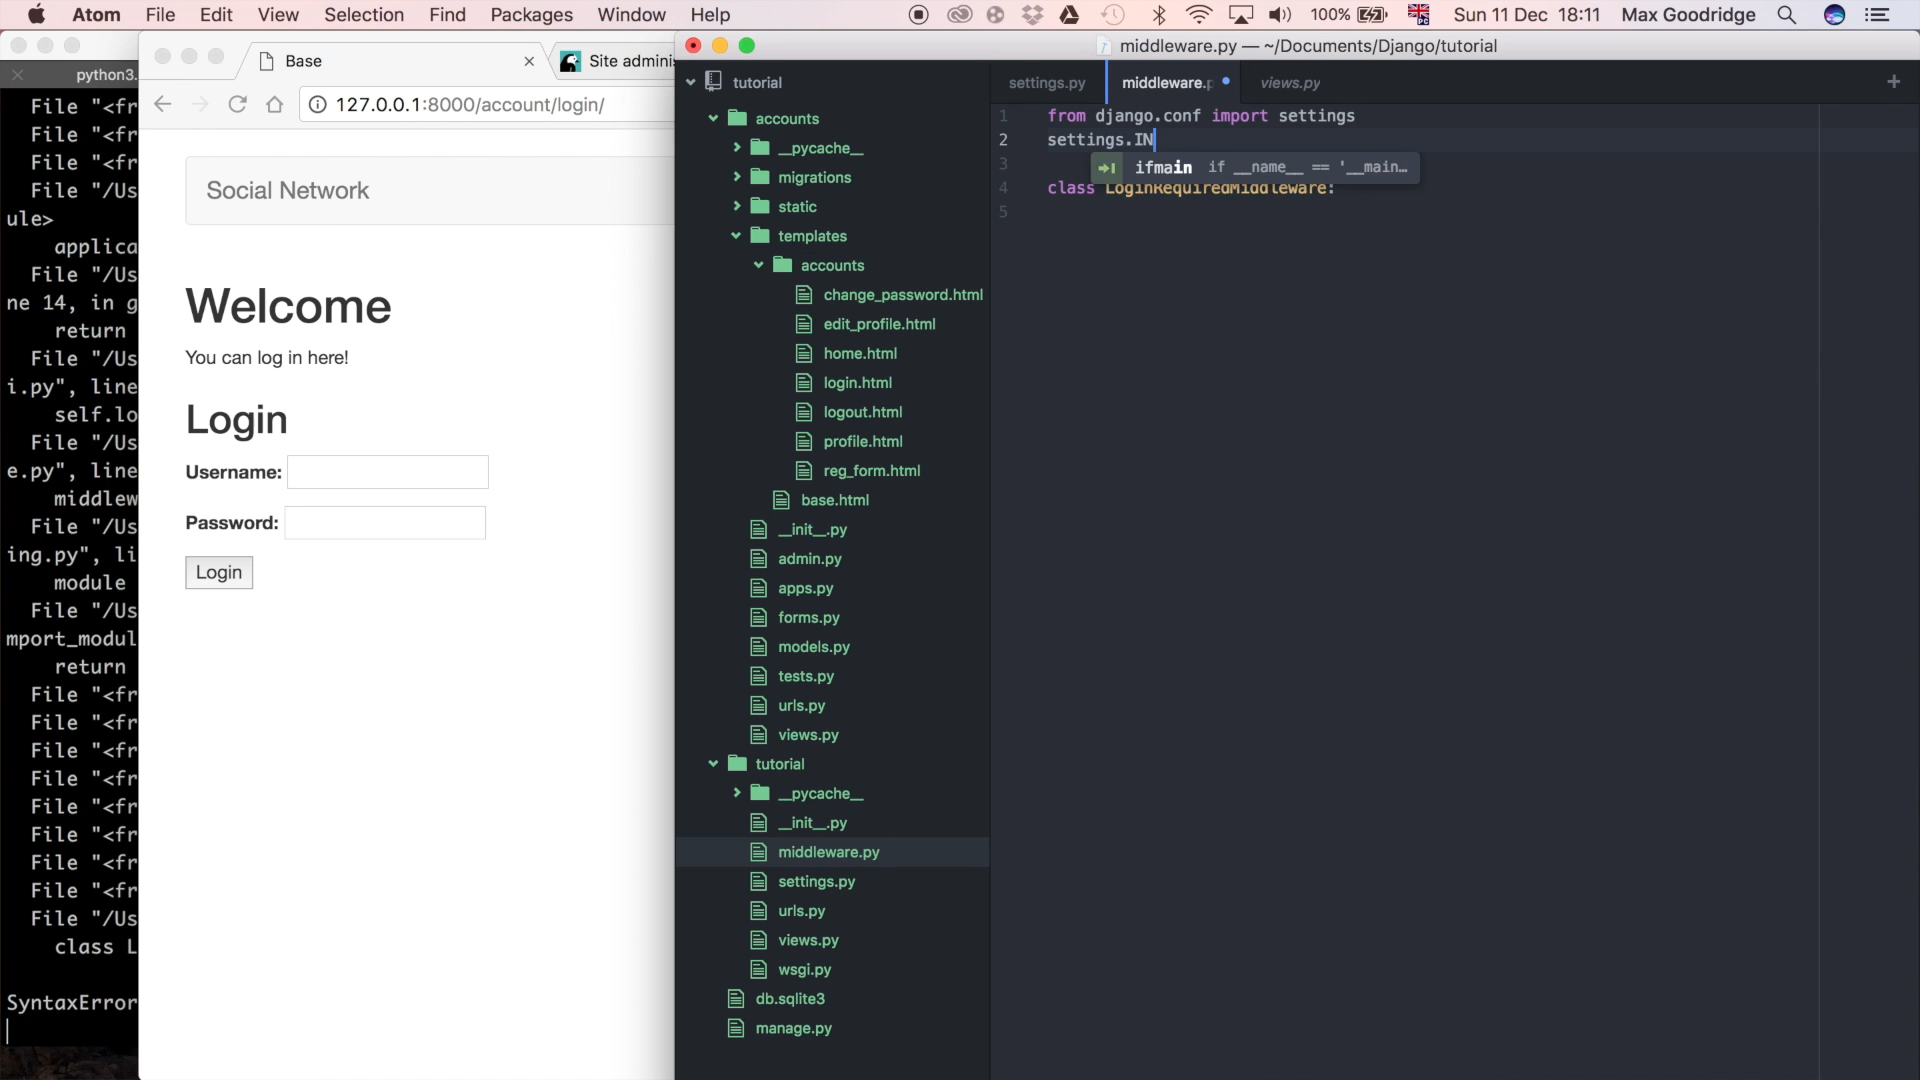 Atom File Edit View Selection Find Packages Window Help 100% Sun 11 Dec 18:11 Max Goodridge
python3.
File "<fr
File "<fr
File "<fr
File "/Us
ule>
applica
File "/Us
ne 14, in g
return
File "/Us
i.py", line
self.lo
File "/Us
e.py", line
middlew
File "/Us
ing.py", li
module
File "/Us
mport_modul
return
File "<fr
File "<fr
File "<fr
File "<fr
File "<fr
File "<fr
File "<fr
File "<fr
File "/Us
class L
SyntaxError
Base
Site adminis
127.0.0.1:8000/account/login/
Social Network
Welcome
You can log in here!
Login
Username:
Password:
Login
middleware.py — ~/Documents/Django/tutorial
tutorial
accounts
__pycache__
migrations
static
templates
accounts
change_password.html
edit_profile.html
home.html
login.html
logout.html
profile.html
reg_form.html
base.html
__init__.py
admin.py
apps.py
forms.py
models.py
tests.py
urls.py
views.py
tutorial
__pycache__
__init__.py
middleware.py
settings.py
urls.py
views.py
wsgi.py
db.sqlite3
manage.py
settings.py middleware.p views.py
1 from django.conf import settings
2 settings.IN
3
ifmain if __name__ == '__main…
4 class LoginRequiredMiddleware:
5